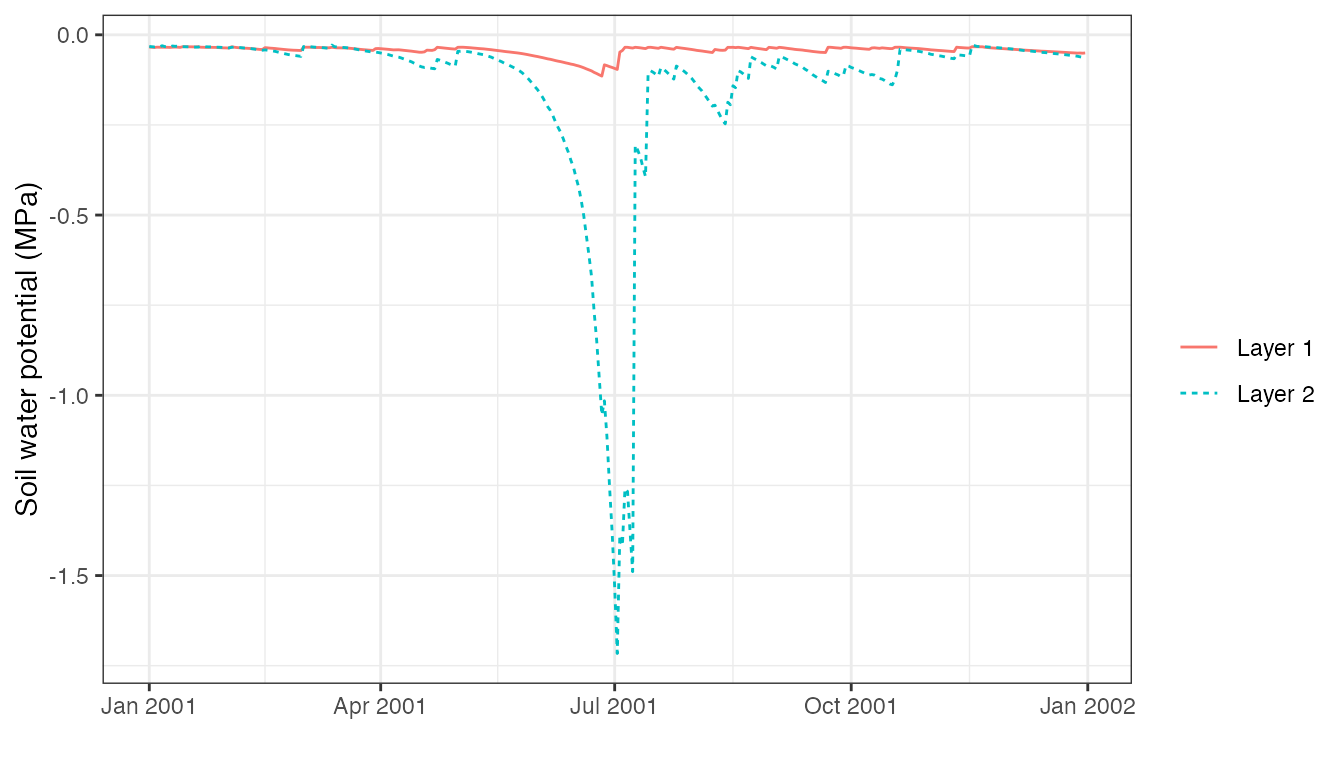 Soil water potential (MPa)
0.0
-0.5
-1.0
-1.5
Jan 2001
Apr 2001
Jul 2001
Oct 2001
Jan 2002
Layer 1
Layer 2